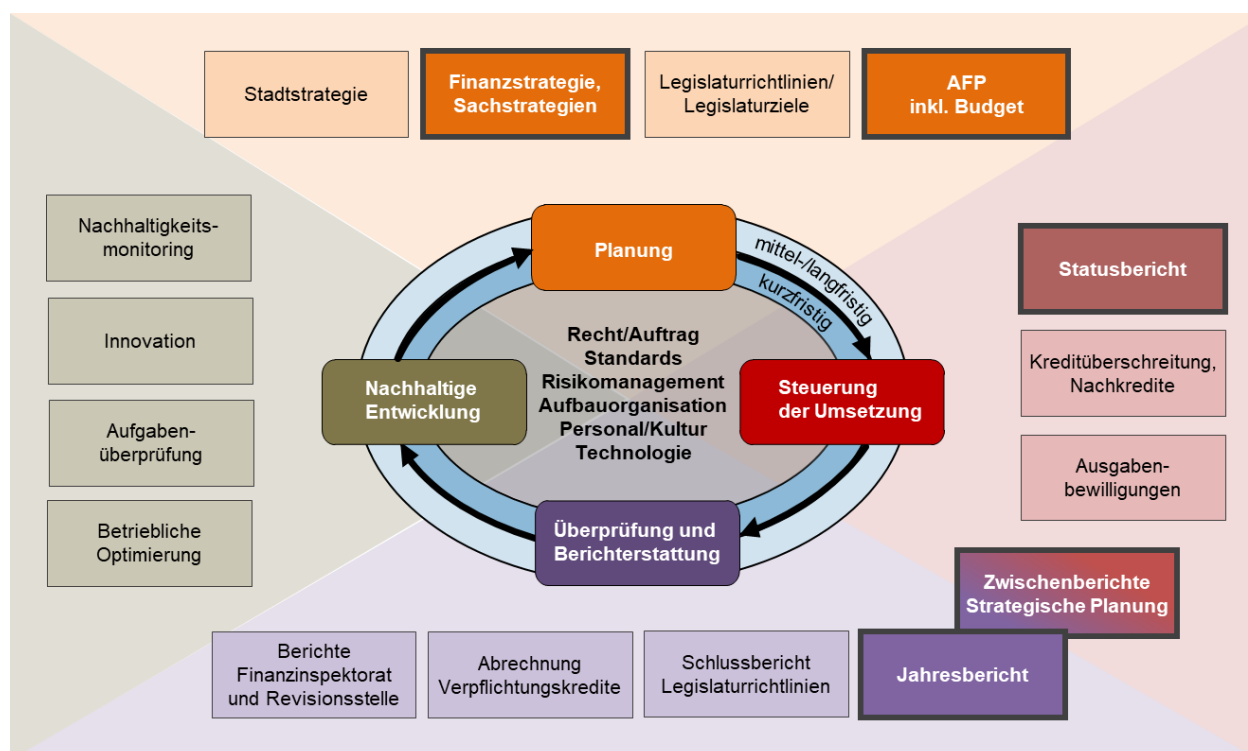 Stadtstrategie
Finanzstrategie,
Sachstrategien
Legislaturrichtlinien/
Legislaturziele
AFP
inkl. Budget
Nachhaltigkeits-
monitoring
Innovation
Aufgaben-
überprüfung
Betriebliche
Optimierung
Planung
mittel-/langfristig
kurzfristig
Recht/Auftrag
Standards
Risikomanagement
Aufbauorganisation
Personal/Kultur
Technologie
Nachhaltige
Entwicklung
Steuerung
der Umsetzung
Überprüfung und
Berichterstattung
Statusbericht
Kreditüberschreitung,
Nachkredite
Ausgaben-
bewilligungen
Zwischenberichte
Strategische Planung
Berichte
Finanzinspektorat
und Revisionsstelle
Abrechnung
Verpflichtungskredite
Schlussbericht
Legislaturrichtlinien
Jahresbericht